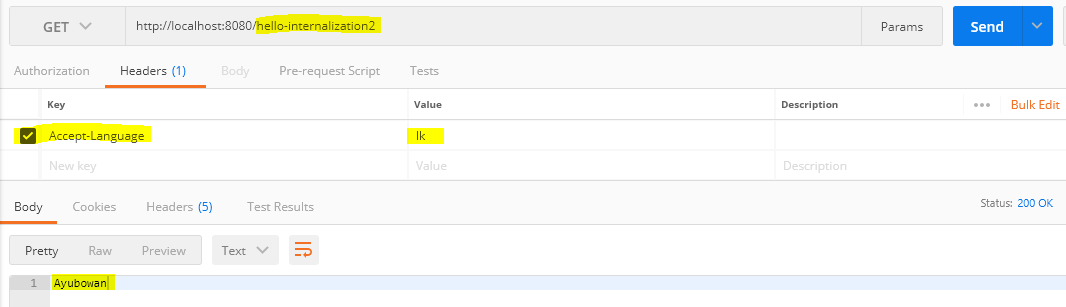 GET http://localhost:8080/hello-internalization2 Params Send
Authorization Headers (1) Body Pre-request Script Tests
Key Value Description Bulk Edit
Accept-Language lk
New key Value Description
Body Cookies Headers (5) Test Results Status: 200 OK
Pretty Raw Preview Text
1 Ayubowan